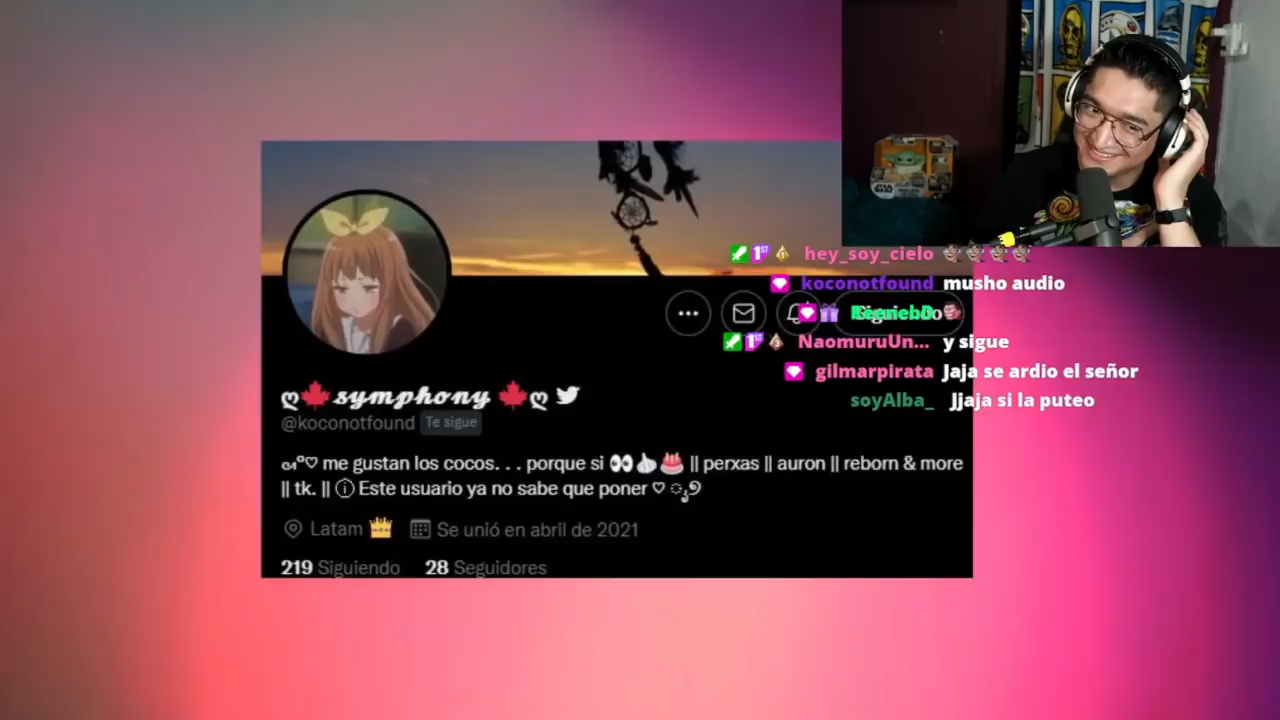 hey_soy_cielo
koconotfound musho audio
NaomuruUn... y sigue
gilmarpirata Jaja se ardio el señor
soyAlba_ Jjaja si la puteo
ღ🍁𝓼𝔂𝓶𝓹𝓱𝓸𝓷𝔂 🍁ღ
@koconotfound Te sigue
me gustan los cocos. . . porque si 👀👍🎂 || perxas || auron || reborn & more
|| tk. || ⓘ Este usuario ya no sabe que poner ♡
Latam 👑 Se unió en abril de 2021
219 Siguiendo 28 Seguidores